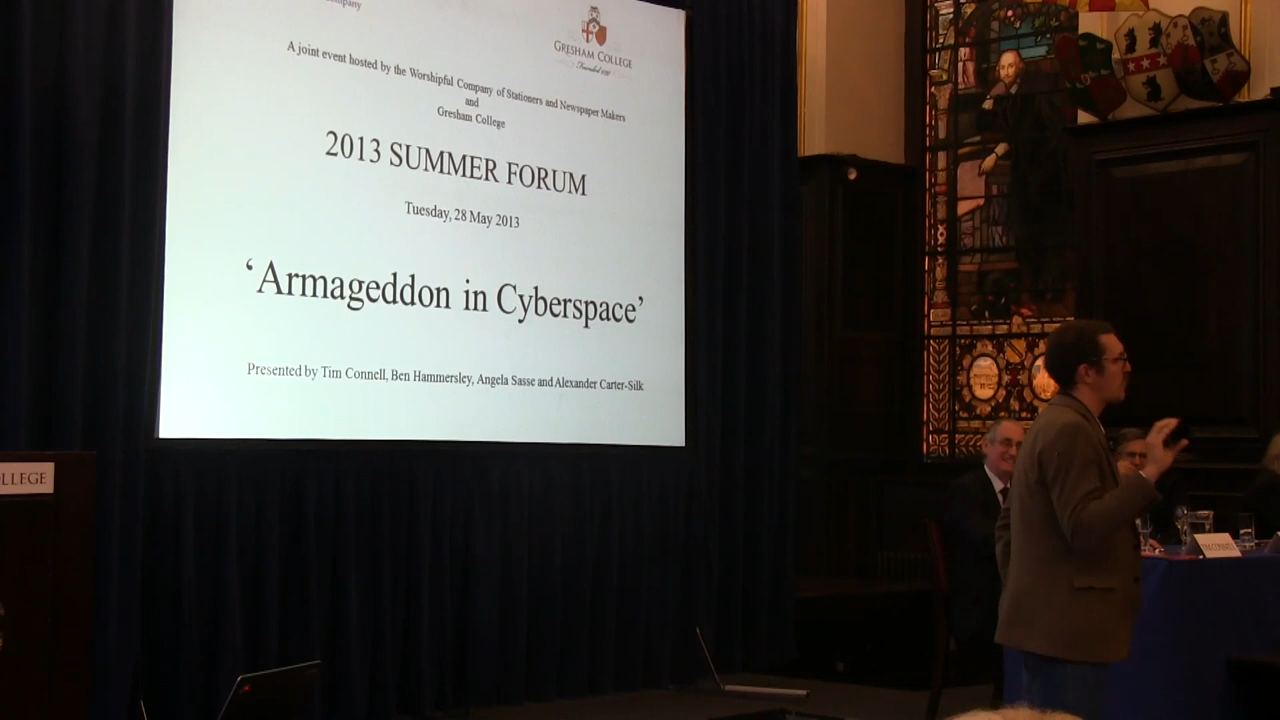 A joint event hosted by the Worshipful Company of Stationers and Newspaper Makers
and
Gresham College
GRESHAM COLLEGE
2013 SUMMER FORUM
Tuesday, 28 May 2013
‘Armageddon in Cyberspace’
Presented by Tim Connell, Ben Hammersley, Angela Sasse and Alexander Carter-Silk
LLEGE